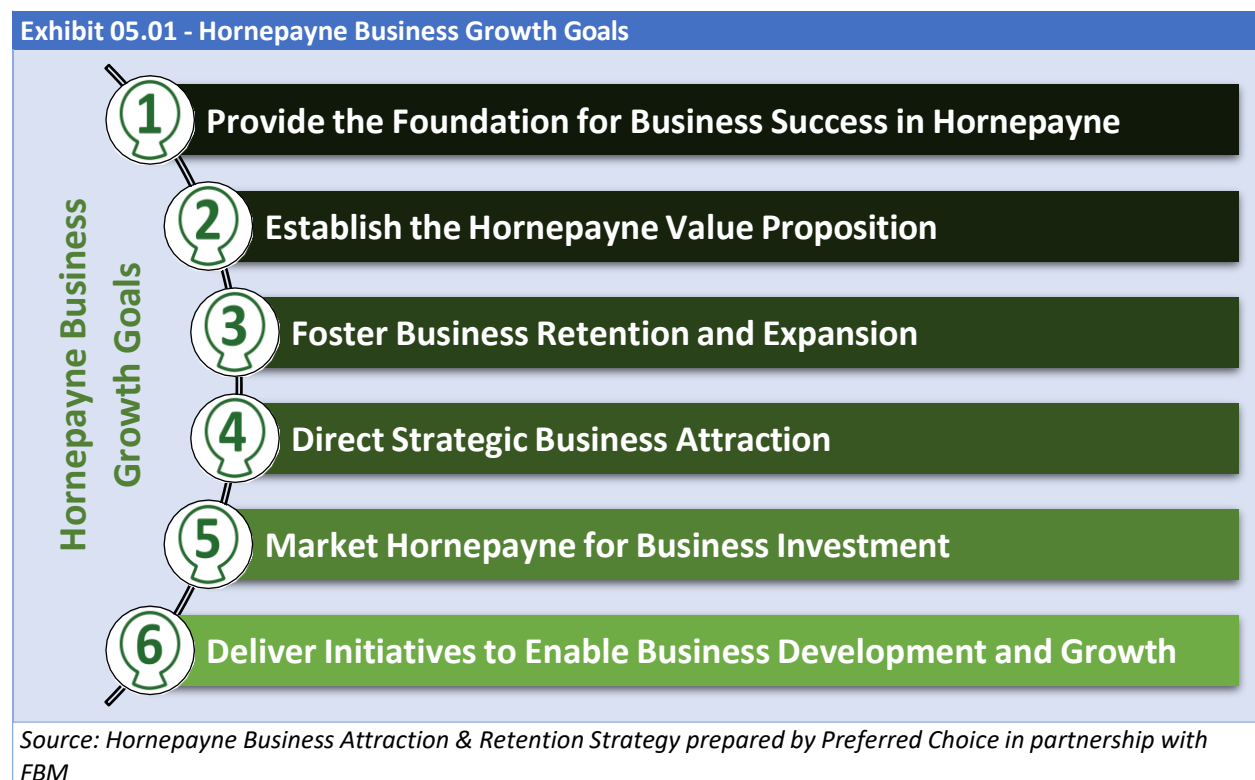 Exhibit 05.01 - Hornepayne Business Growth Goals
Hornepayne Business
Growth Goals
1 Provide the Foundation for Business Success in Hornepayne
2 Establish the Hornepayne Value Proposition
3 Foster Business Retention and Expansion
4 Direct Strategic Business Attraction
5 Market Hornepayne for Business Investment
6 Deliver Initiatives to Enable Business Development and Growth
Source: Hornepayne Business Attraction & Retention Strategy prepared by Preferred Choice in partnership with
FBM